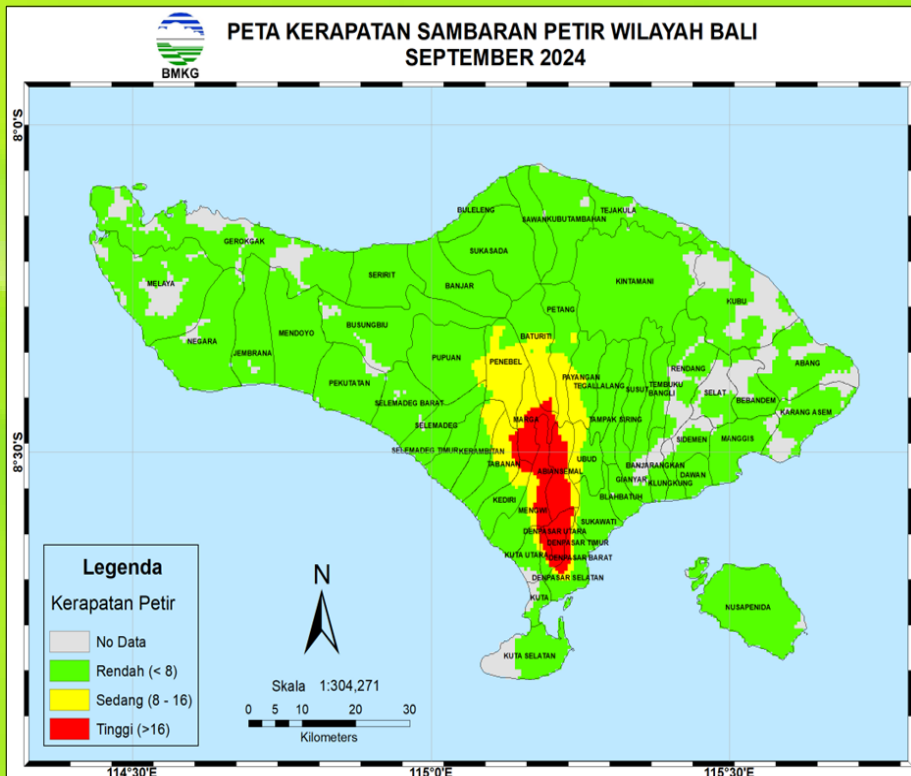 PETA KERAPATAN SAMBARAN PETIR WILAYAH BALI
SEPTEMBER 2024
BMKG
8°0'S
8°30'S
BULELENG
SAWAN
KUBUTAMBAHAN
TEJAKULA
GEROKGAK
SUKASADA
SERIRIT
BANJAR
KINTAMANI
MELAYA
KUBU
PETANG
BUSUNGBIU
MENDOYO
NEGARA
JEMBRANA
BATURITI
PUPUAN
PENEBEL
PEKUTATAN
PAYANGAN
TEGALLALANG
SUSUT
TEMBUKU
BANGLI
RENDANG
ABANG
SELAT
BEBANDEM
KARANG ASEM
SELEMADEG BARAT
SELEMADEG
MARGA
TAMPAK SIRING
SIDEMEN
MANGGIS
SELEMADEG TIMUR
KERAMBITAN
TABANAN
ABIANSEMAL
UBUD
BANJARANGKAN
GIANYAR
DAWAN
KLUNGKUNG
KEDIRI
BLAHBATUH
MENGWI
SUKAWATI
DENPASAR UTARA
DENPASAR TIMUR
KUTA UTARA
DENPASAR BARAT
DENPASAR SELATAN
KUTA
NUSAPENIDA
KUTA SELATAN
Legenda
Kerapatan Petir
No Data
Rendah (< 8)
Sedang (8 - 16)
Tinggi (>16)
N
Skala 1:304,271
0 5 10 20 30
Kilometers
114°30'E
115°0'E
115°30'E